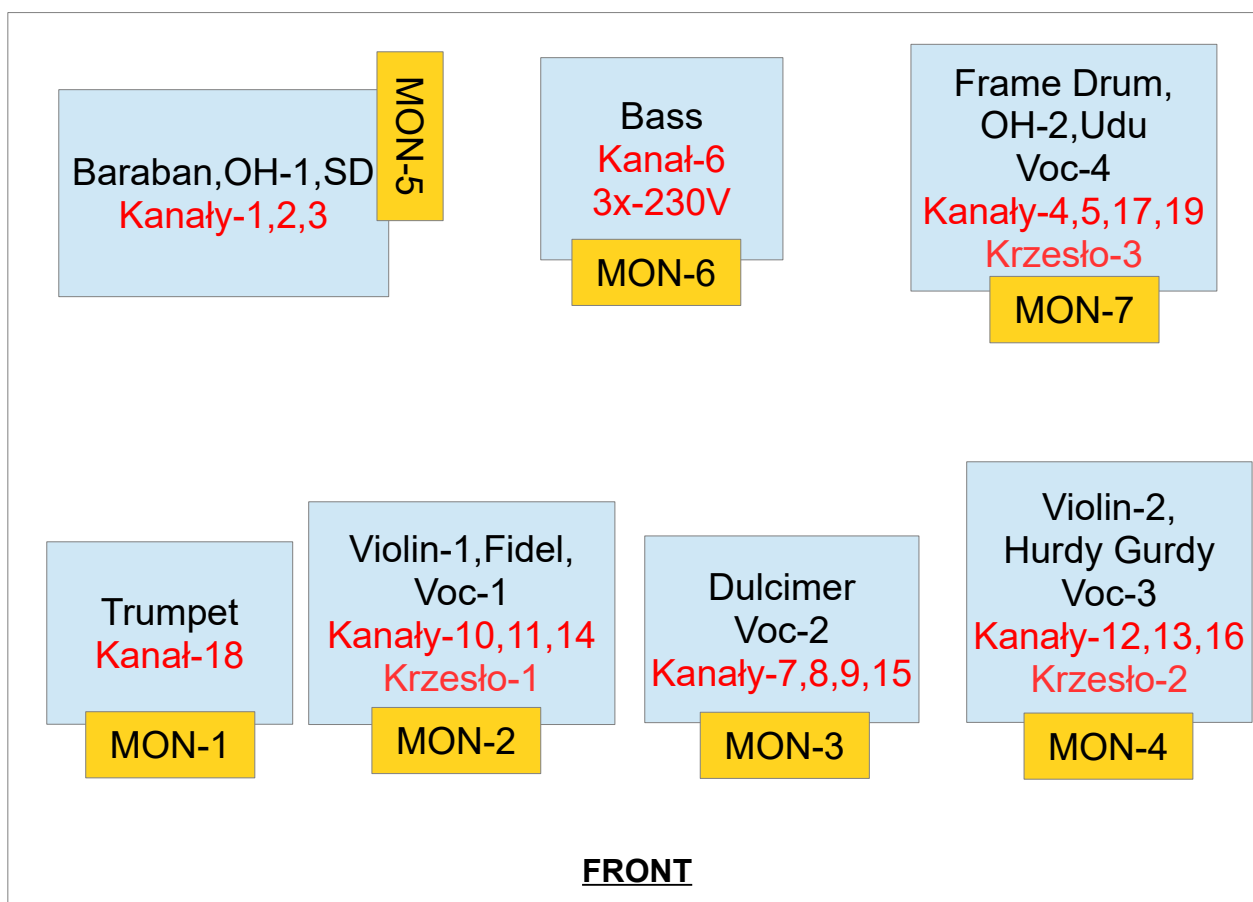 Baraban,OH-1,SD
Kanały-1,2,3
MON-5
Bass
Kanał-6
3x-230V
MON-6
Frame Drum,
OH-2,Udu
Voc-4
Kanały-4,5,17,19
Krzesło-3
MON-7
Trumpet
Kanał-18
MON-1
Violin-1,Fidel,
Voc-1
Kanały-10,11,14
Krzesło-1
MON-2
Dulcimer
Voc-2
Kanały-7,8,9,15
MON-3
Violin-2,
Hurdy Gurdy
Voc-3
Kanały-12,13,16
Krzesło-2
MON-4
FRONT